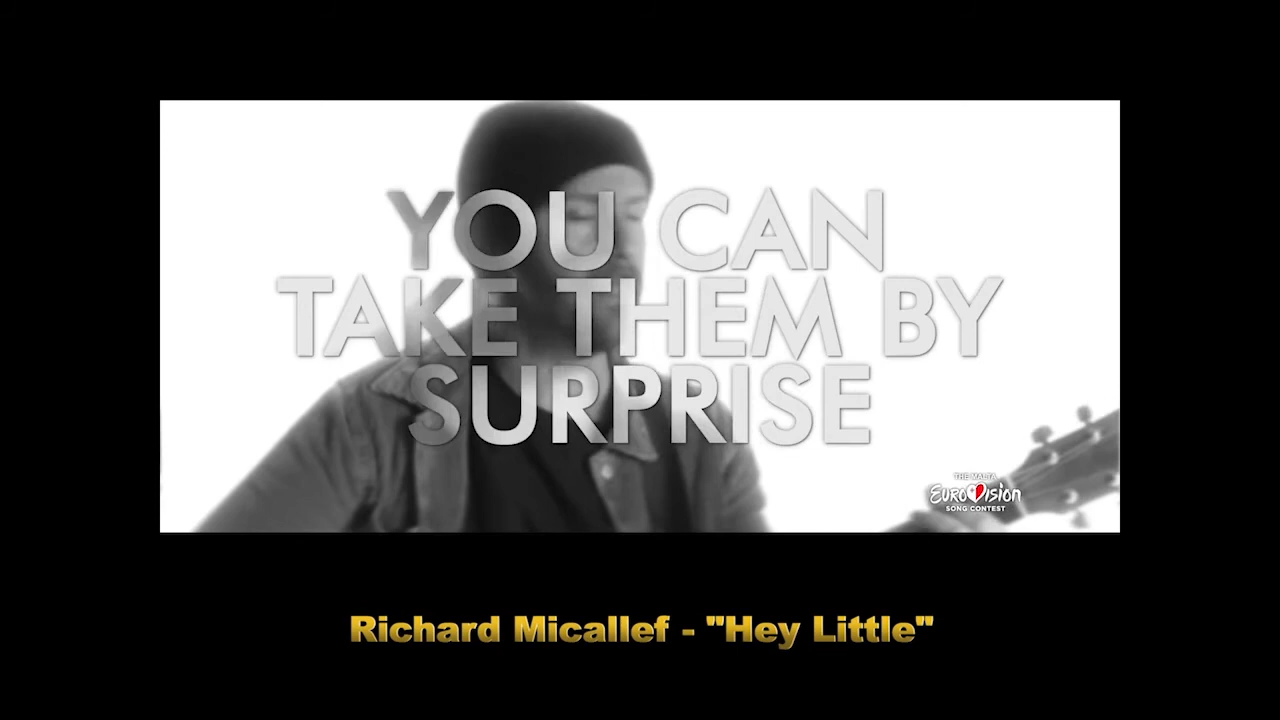 YOU CAN
TAKE THEM BY
SURPRISE
THE MALTA
EUROVISION
SONG CONTEST
Richard Micallef - "Hey Little"